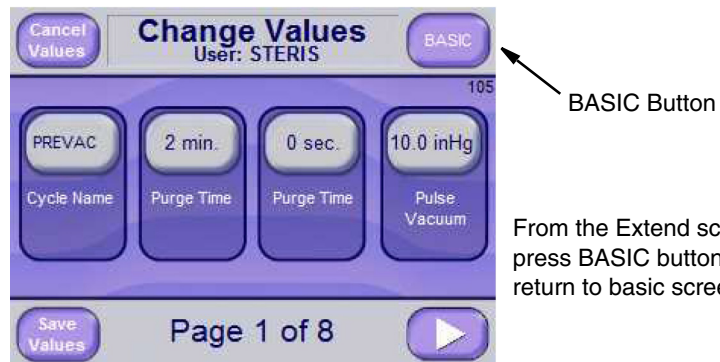 Cancel Values
Change Values
User: STERIS
BASIC
105
BASIC Button
PREVAC
2 min.
0 sec.
10.0 inHg
Cycle Name
Purge Time
Purge Time
Pulse Vacuum
From the Extend
press BASIC button
return to basic
Save Values
Page 1 of 8